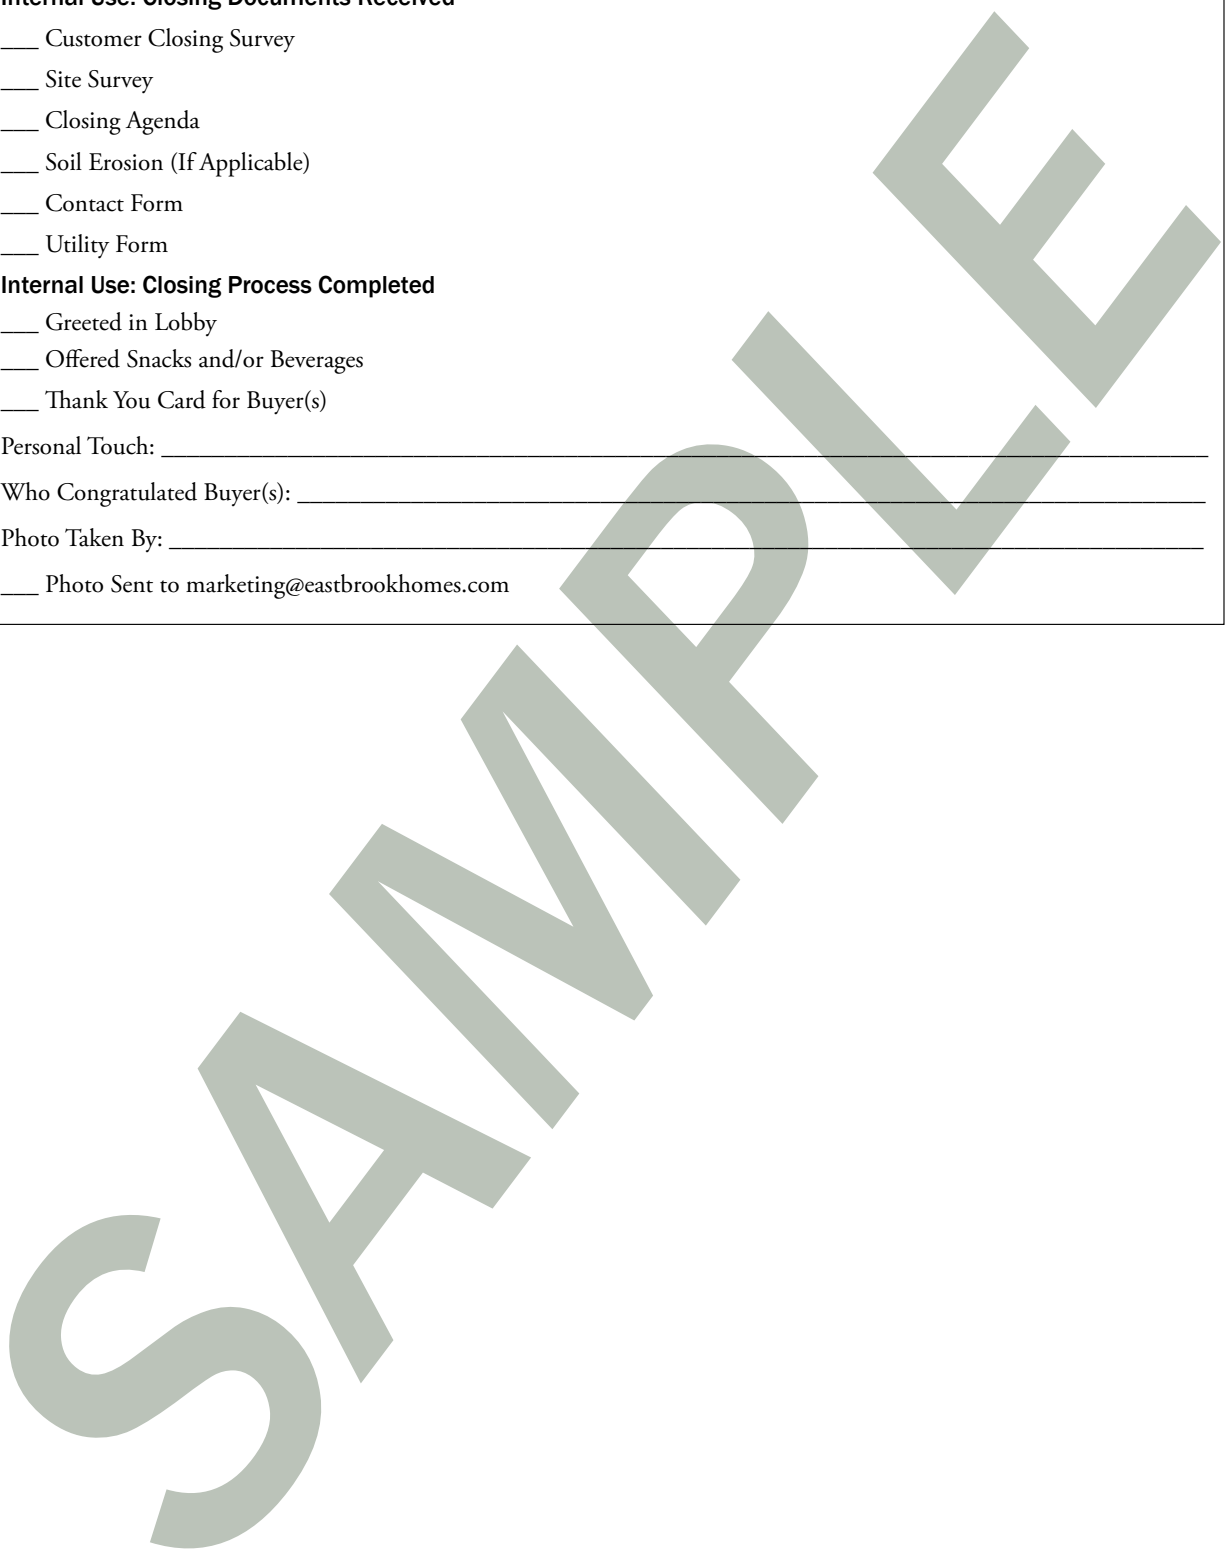 Internal Use: Closing Documents Received
___ Customer Closing Survey
___ Site Survey
___ Closing Agenda
___ Soil Erosion (If Applicable)
___ Contact Form
___ Utility Form
Internal Use: Closing Process Completed
___ Greeted in Lobby
___ Offered Snacks and/or Beverages
___ Thank You Card for Buyer(s)
Personal Touch: ___
Who Congratulated Buyer(s): ___
Photo Taken By: ___
___ Photo Sent to marketing@eastbrookhomes.com
SAMPLE